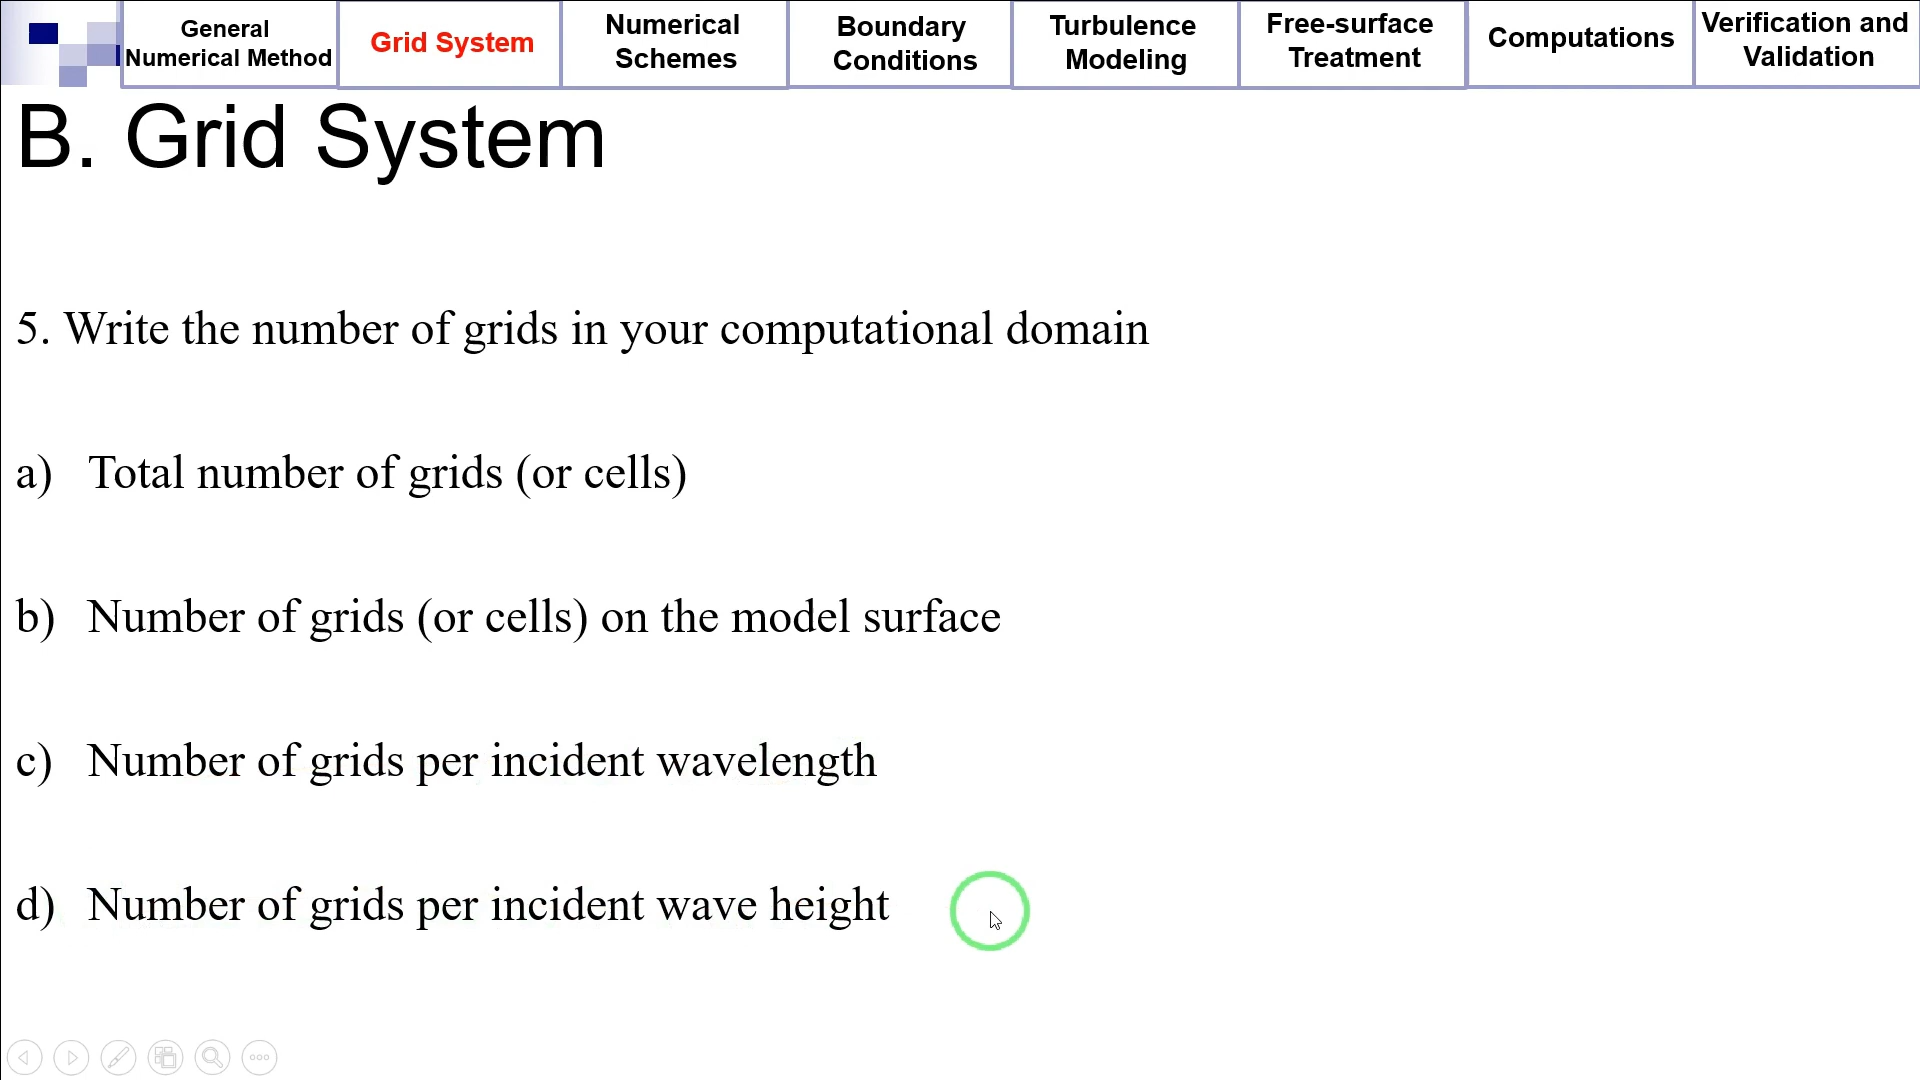 General
Numerical Method
Grid System
Numerical
Schemes
Boundary
Conditions
Turbulence
Modeling
Free-surface
Treatment
Computations
Verification and
Validation
B. Grid System
5. Write the number of grids in your computational domain
a) Total number of grids (or cells)
b) Number of grids (or cells) on the model surface
c) Number of grids per incident wavelength
d) Number of grids per incident wave height